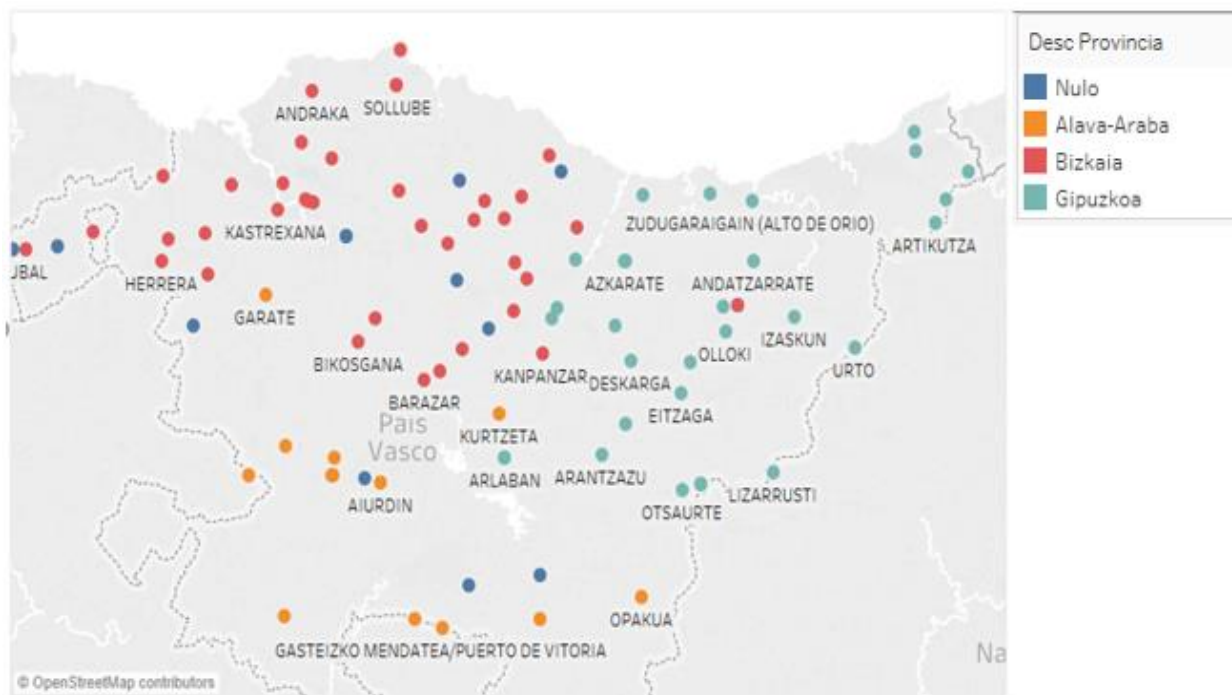 Desc Provincia
Nulo
Alava-Araba
Bizkaia
Gipuzkoa
ANDRAKA
SOLLUBE
KASTREXANA
ZUDUGARAIGAIN (ALTO DE ORIO)
ARTIKUTZA
UBAL
HERRERA
AZKARATE
ANDATZARRATE
GARATE
BIKOSGANA
KANPANZAR
OLLOKI
IZASKUN
DESKARGA
URTO
BARAZAR
EITZAGA
País
Vasco
KURTZETA
ARLABAN
ARANTZAZU
AIURDIN
OTSAURTE
LIZARRUSTI
OPAKUA
GASTEIZKO MENDATEA/PUERTO DE VITORIA
Na
© OpenStreetMap contributors